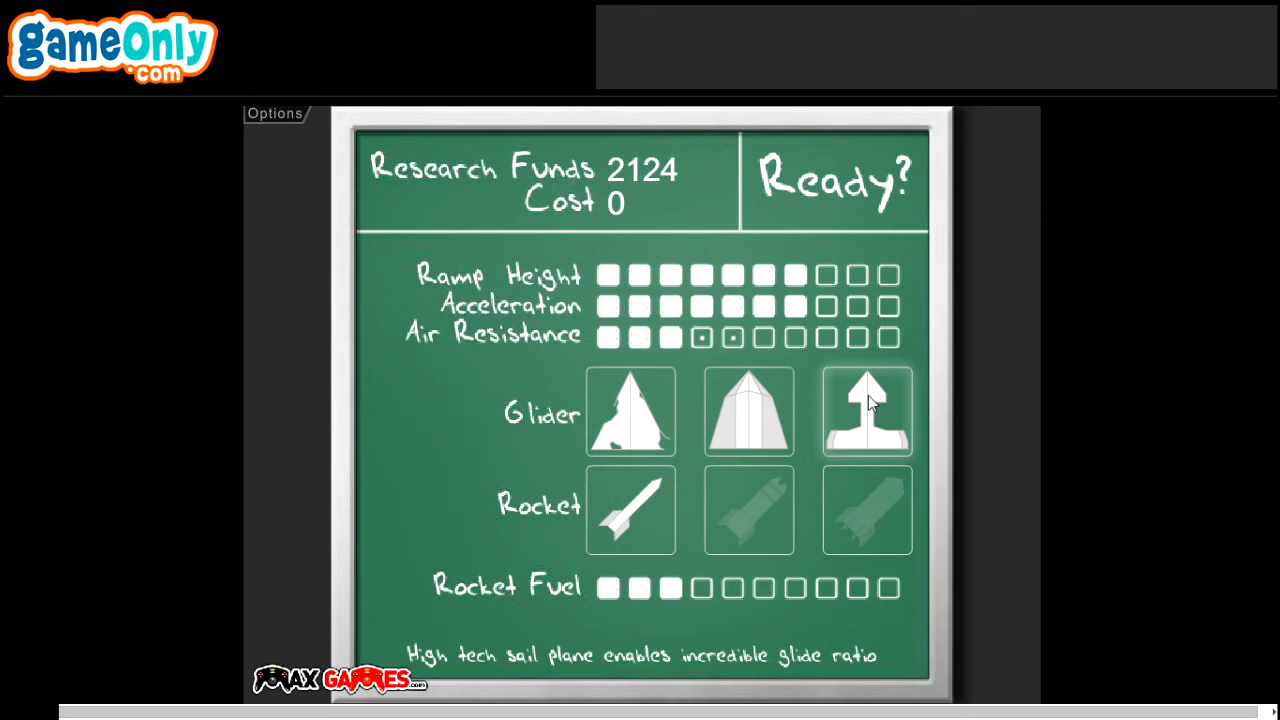 gameOnly
.com
Options
Research Funds 2124
Cost 0
Ready?
Ramp Height
Acceleration
Air Resistance
Glider
Rocket
Rocket Fuel
High tech sail plane enables incredible glide ratio
MAX GAMES.com